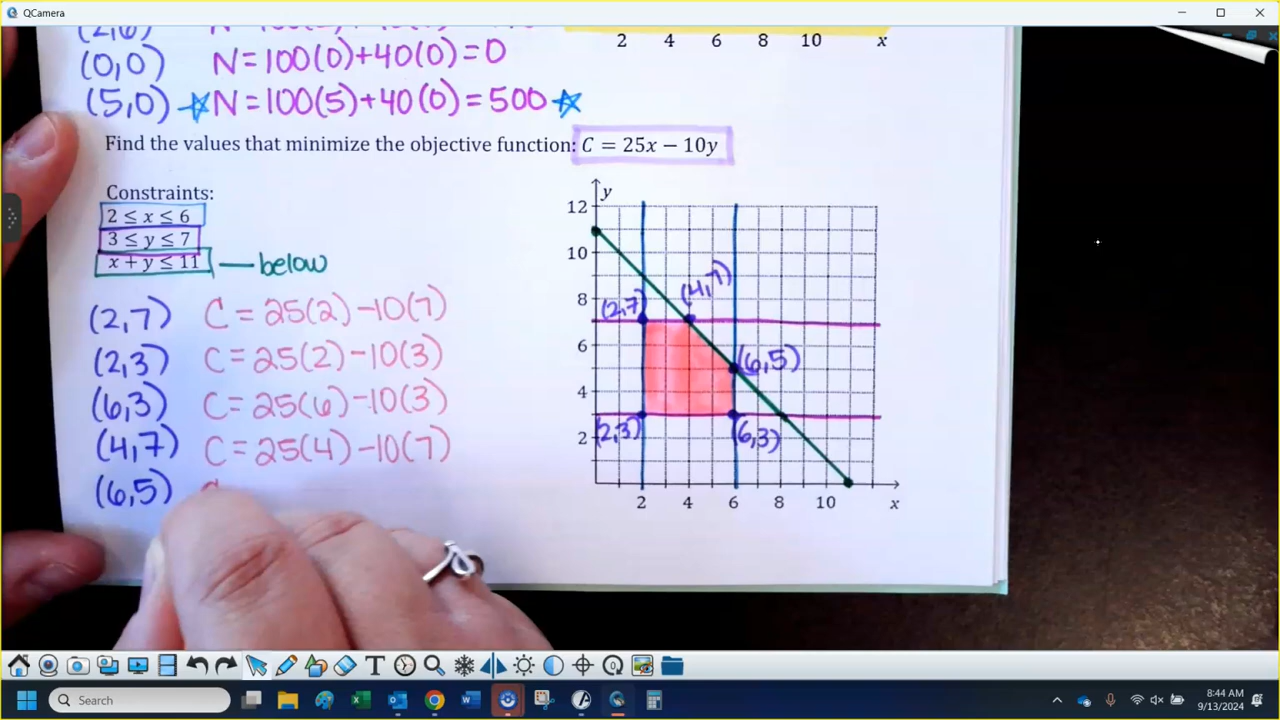 QCamera
(2,6)
2 4 6 8 10 x
(0,0) N=100(0)+40(0)=0
(5,0) N=100(5)+40(0)=500
Find the values that minimize the objective function: C = 25x − 10y
Constraints:
2 ≤ x ≤ 6
3 ≤ y ≤ 7
x + y ≤ 11 — below
(2,7) C = 25(2) − 10(7)
(2,3) C = 25(2) − 10(3)
(6,3) C = 25(6) − 10(3)
(4,7) C = 25(4) − 10(7)
(6,5) C
y
12
10
8
6
4
2
(2,7)
(4,7)
(6,5)
(2,3)
(6,3)
2 4 6 8 10 x
Search
8:44 AM
9/13/2024